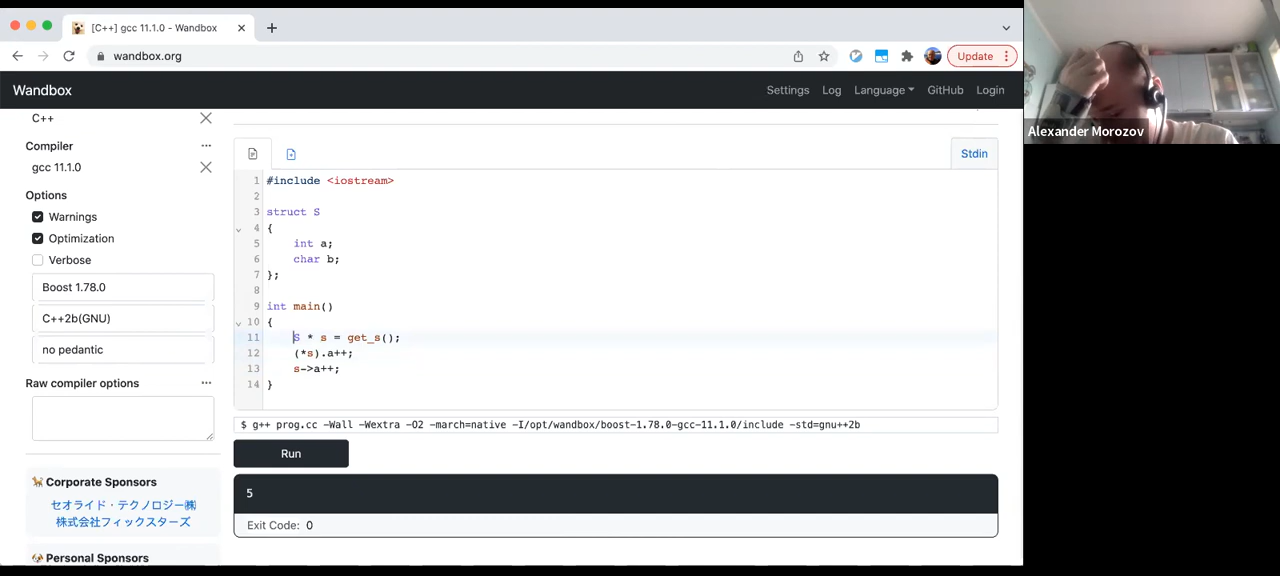 [C++] gcc 11.1.0 - Wandbox
wandbox.org
Update
Wandbox
Settings Log Language GitHub Login
C++
Compiler
gcc 11.1.0
Options
Warnings
Optimization
Verbose
Boost 1.78.0
C++2b(GNU)
no pedantic
Raw compiler options
Corporate Sponsors
セオライド・テクノロジー㈱
株式会社フィックスターズ
Personal Sponsors
Stdin
1 #include <iostream>
2
3 struct S
4 {
5 int a;
6 char b;
7 };
8
9 int main()
10 {
11 S * s = get_s();
12 (*s).a++;
13 s->a++;
14 }
$ g++ prog.cc -Wall -Wextra -O2 -march=native -I/opt/wandbox/boost-1.78.0-gcc-11.1.0/include -std=gnu++2b
Run
5
Exit Code: 0
Alexander Morozov